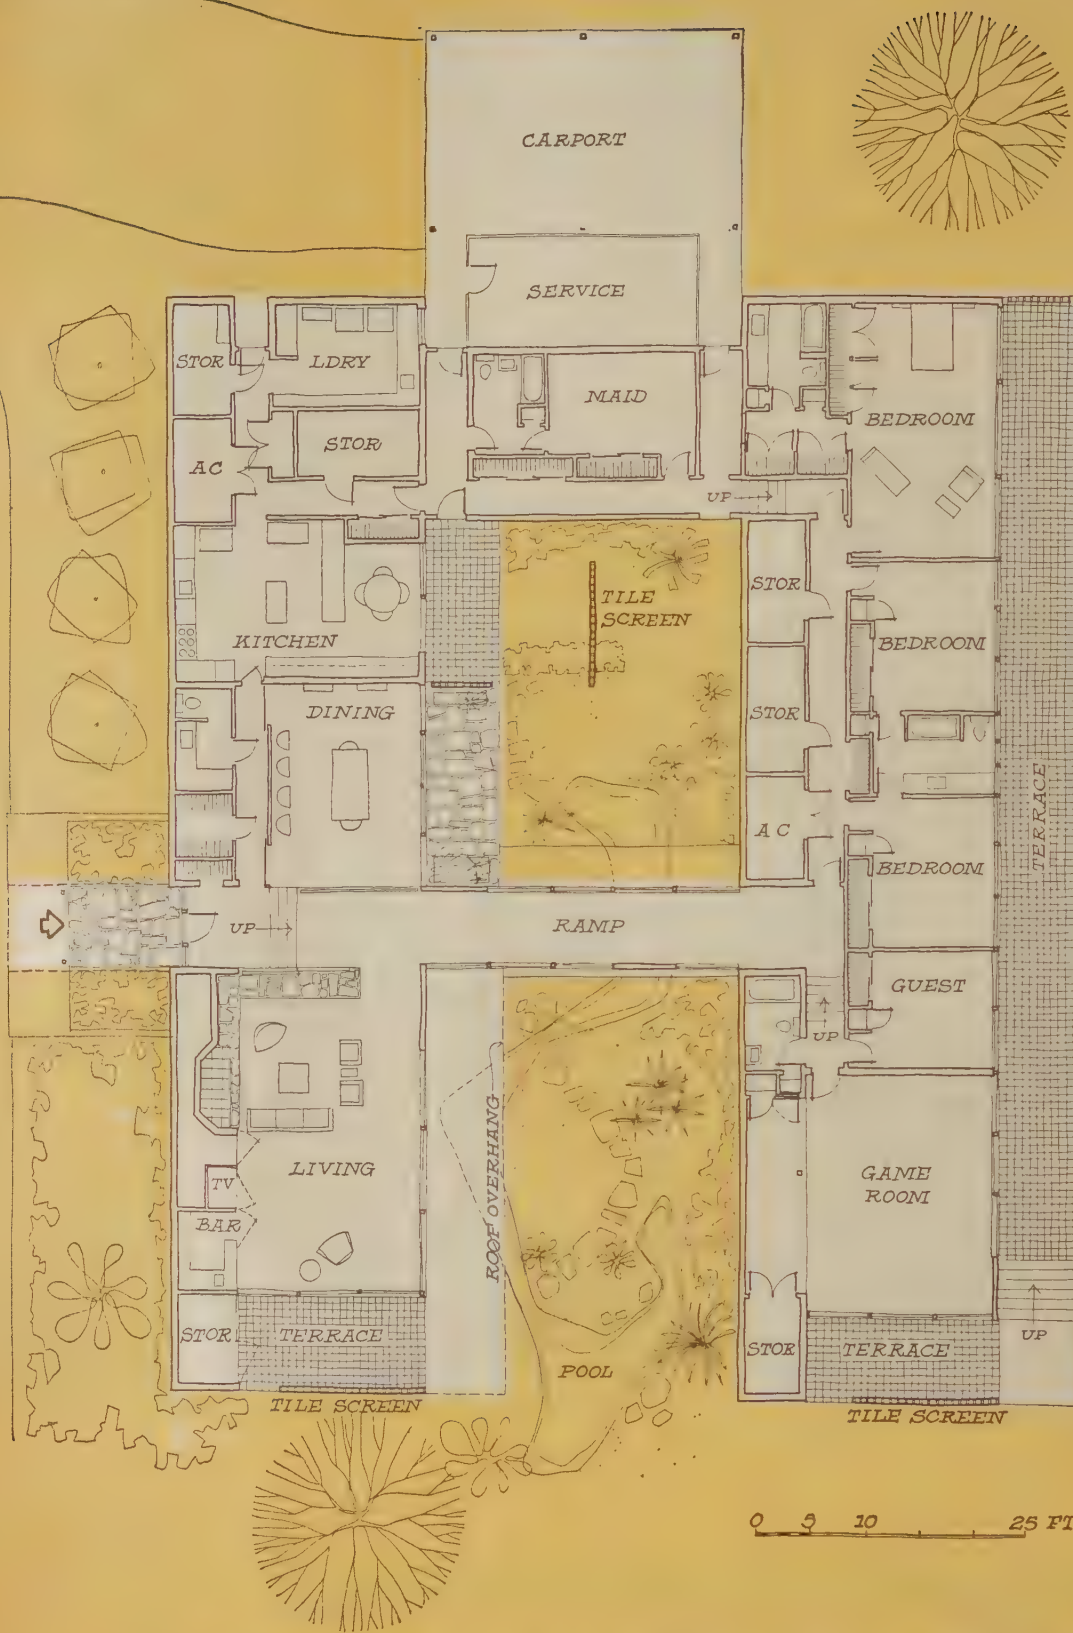 CARPORT
SERVICE
STOR
LDRY
MAID
BEDROOM
STOR
AC
UP
TILE
SCREEN
STOR
KITCHEN
BEDROOM
DINING
STOR
TERRACE
AC
BEDROOM
UP
RAMP
GUEST
UP
ROOF OVERHANG
LIVING
TV
GAME
ROOM
BAR
STOR
TERRACE
POOL
STOR
TERRACE
UP
TILE SCREEN
TILE SCREEN
0 5 10 25 FT